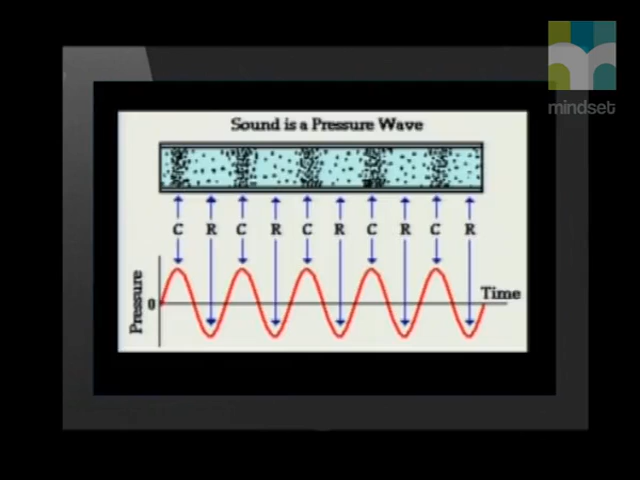 mindset
Sound is a Pressure Wave
C R C R C R C R C R
Pressure
0
Time